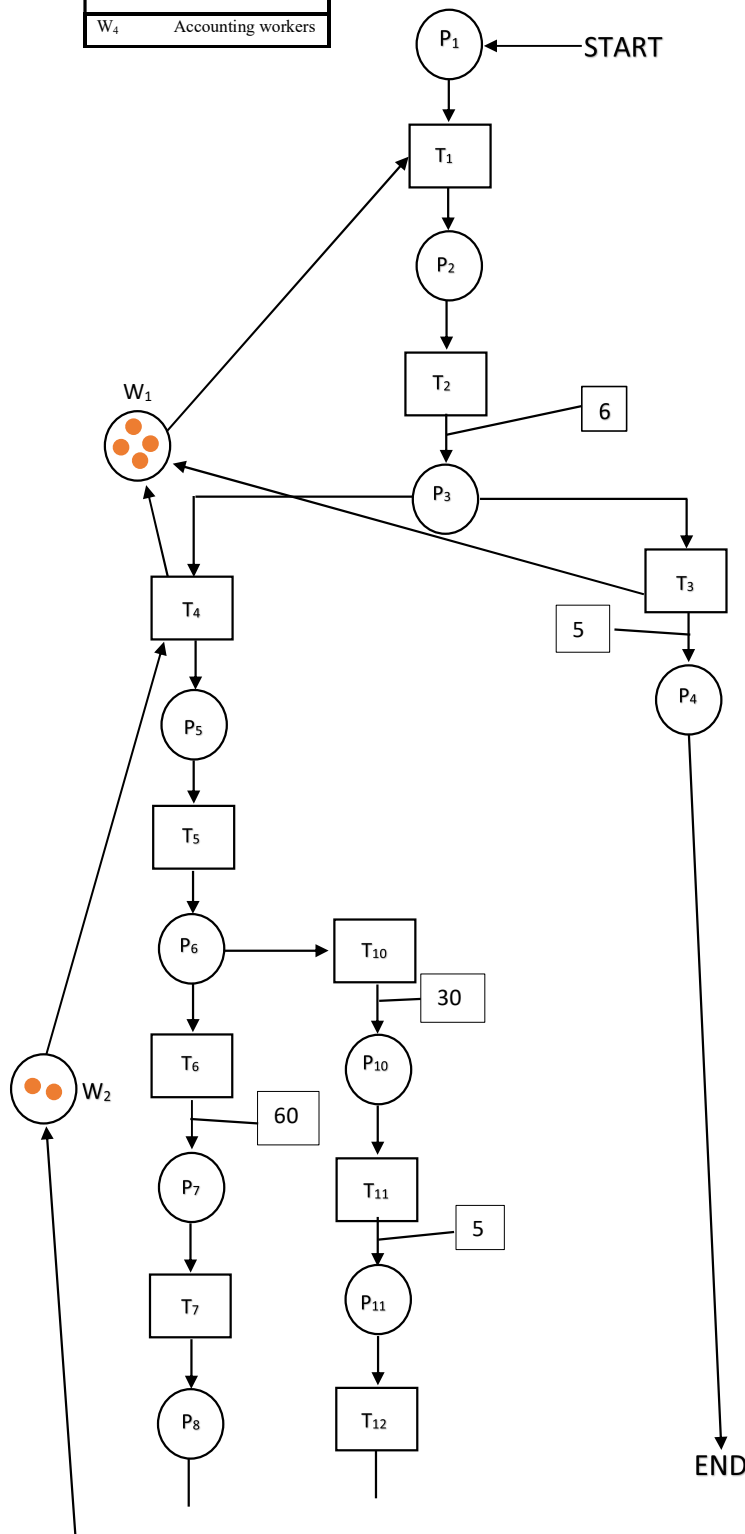 W₄ Accounting workers
P₁
START
T₁
P₂
T₂
W₁
6
P₃
T₃
T₄
5
P₄
P₅
T₅
P₆
T₁₀
30
T₆
P₁₀
W₂
60
P₇
T₁₁
5
T₇
P₁₁
P₈
T₁₂
END